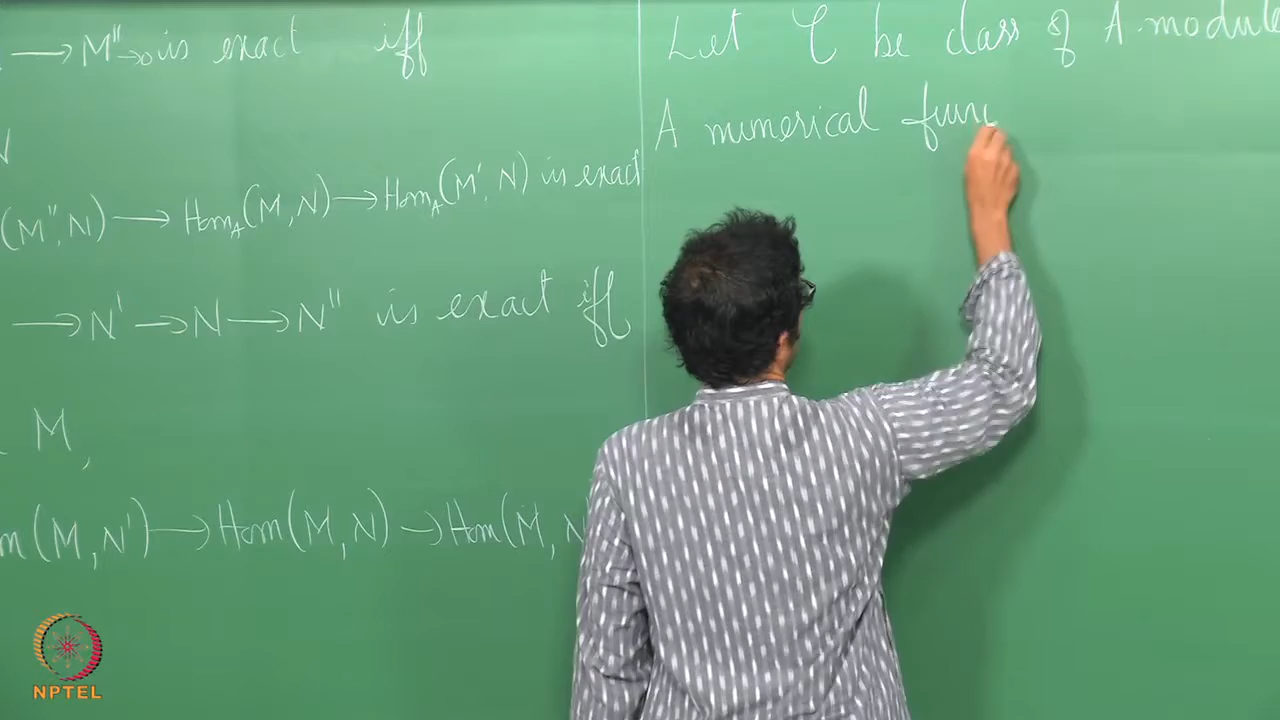 ⟶ M''→0 is exact iff
N
(M'',N) ⟶ Hom_A(M,N) ⟶ Hom_A(M',N) is exact
⟶ N' ⟶ N ⟶ N'' is exact iff
M,
m(M,N') ⟶ Hom(M,N) ⟶ Hom(M,N
Let C be class of A-module
A numerical func
NPTEL